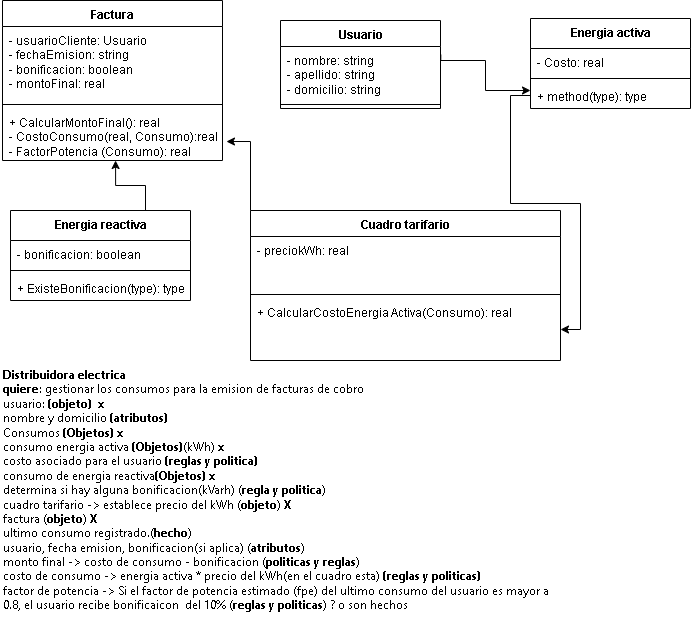 Factura
- usuarioCliente: Usuario
- fechaEmision: string
- bonificacion: boolean
- montoFinal: real
+ CalcularMontoFinal(): real
- CostoConsumo(real, Consumo):real
- FactorPotencia (Consumo): real
Usuario
- nombre: string
- apellido: string
- domicilio: string
Energia activa
- Costo: real
+ method(type): type
Energia reactiva
- bonificacion: boolean
+ ExisteBonificacion(type): type
Cuadro tarifario
- preciokWh: real
+ CalcularCostoEnergia Activa(Consumo): real
Distribuidora electrica
quiere: gestionar los consumos para la emision de facturas de cobro
usuario: (objeto) x
nombre y domicilio (atributos)
Consumos (Objetos) x
consumo energia activa (Objetos)(kWh) x
costo asociado para el usuario (reglas y politica)
consumo de energia reactiva(Objetos) x
determina si hay alguna bonificacion(kVarh) (regla y politica)
cuadro tarifario -> establece precio del kWh (objeto) X
factura (objeto) X
ultimo consumo registrado.(hecho)
usuario, fecha emision, bonificacion(si aplica) (atributos)
monto final -> costo de consumo - bonificacion (politicas y reglas)
costo de consumo -> energia activa * precio del kWh(en el cuadro esta) (reglas y politicas)
factor de potencia -> Si el factor de potencia estimado (fpe) del ultimo consumo del usuario es mayor a
0.8, el usuario recibe bonificaicon del 10% (reglas y politicas) ? o son hechos